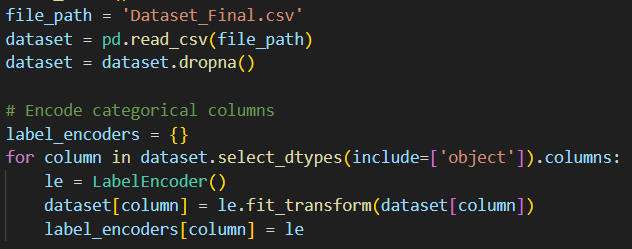 file_path = 'Dataset_Final.csv'
dataset = pd.read_csv(file_path)
dataset = dataset.dropna()
# Encode categorical columns
label_encoders = {}
for column in dataset.select_dtypes(include=['object']).columns:
    le = LabelEncoder()
    dataset[column] = le.fit_transform(dataset[column])
    label_encoders[column] = le